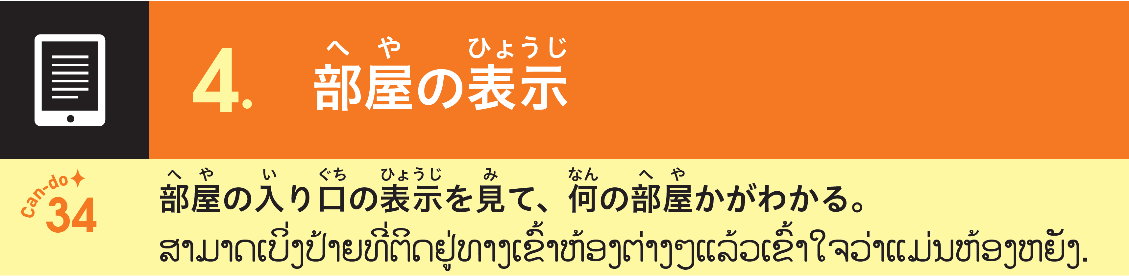 へ や ひょうじ
4. 部屋の表示
へ や い ぐち ひょうじ み なん へ や
Can-do 34 部屋の入り口の表示を見て、何の部屋かがわかる。
ສາມາດເບິ່ງປ້າຍທີ່ຕິດຢູ່ທາງເຂົ້າຫ້ອງຕ່າງໆແລ້ວເຂົ້າໃຈວ່າແມ່ນຫ້ອງຫຍັງ.